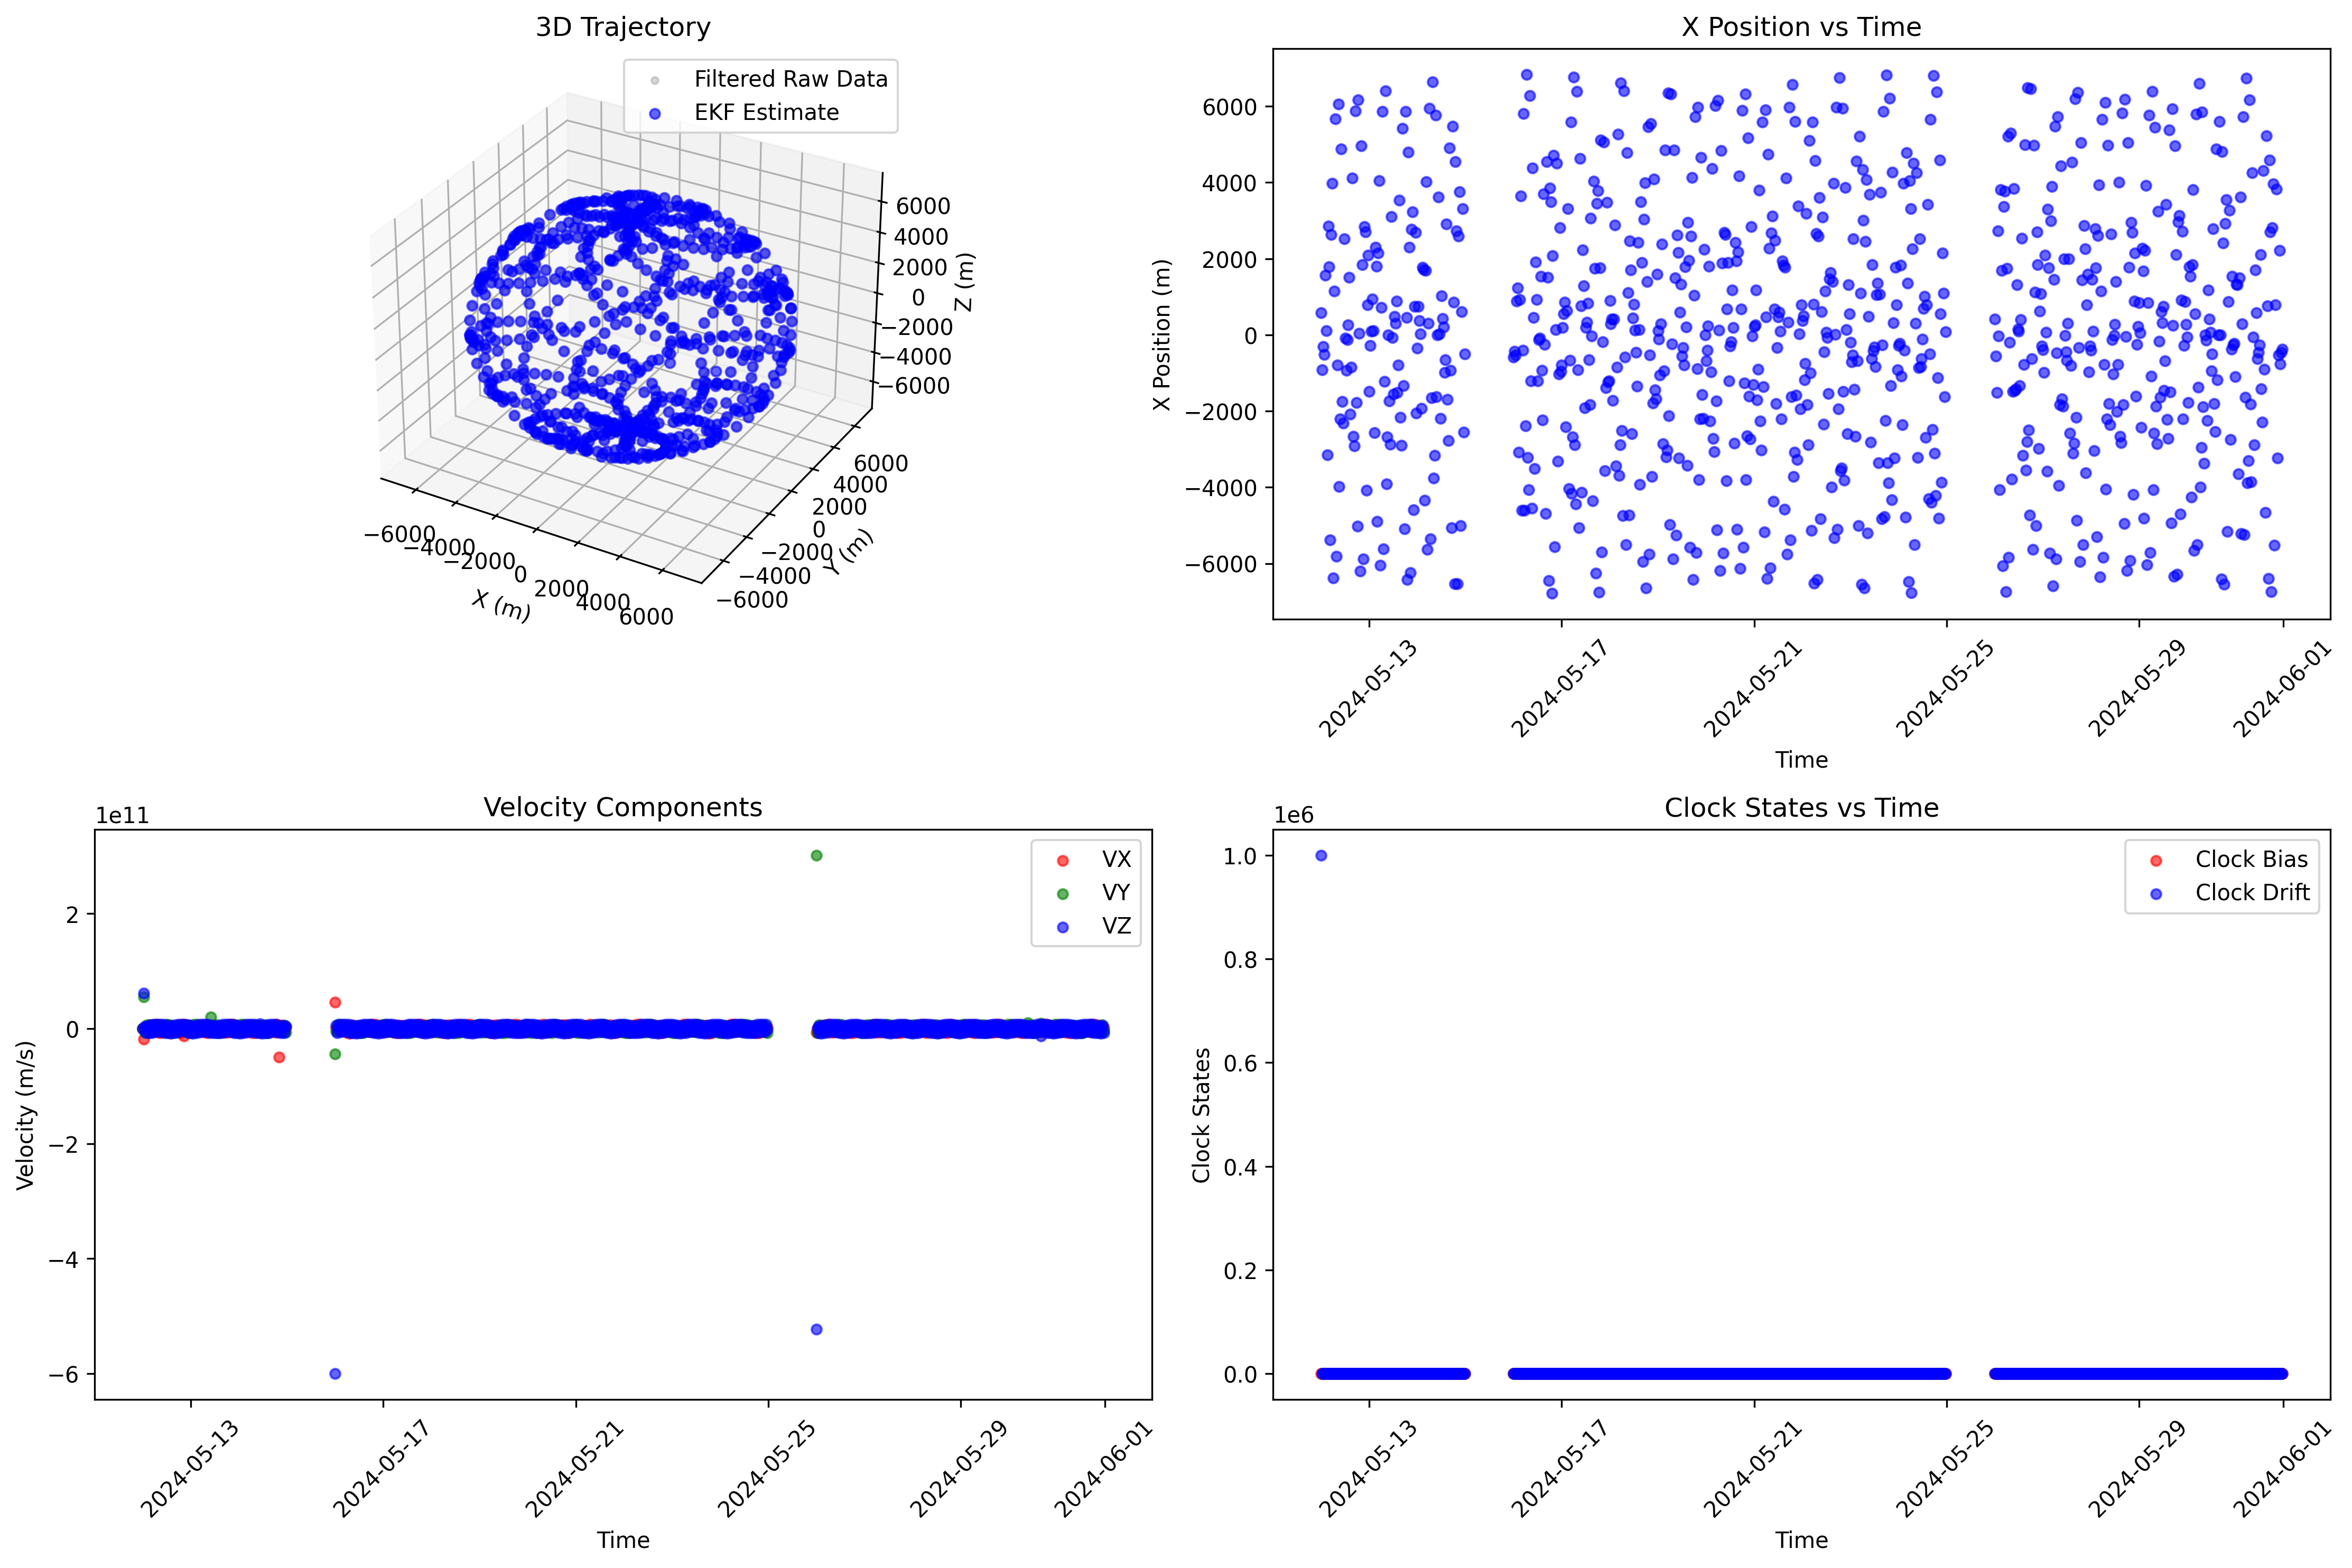 3D Trajectory
Filtered Raw Data
EKF Estimate
6000
4000
2000
0
−2000
−4000
−6000
Z (m)
6000
4000
2000
0
−2000
−4000
−6000
Y (m)
−6000
−4000
−2000
0
2000
4000
6000
X (m)
X Position vs Time
6000
4000
2000
0
−2000
−4000
−6000
X Position (m)
2024-05-13
2024-05-17
2024-05-21
2024-05-25
2024-05-29
2024-06-01
Time
Velocity Components
1e11
VX
VY
VZ
2
0
−2
−4
−6
Velocity (m/s)
2024-05-13
2024-05-17
2024-05-21
2024-05-25
2024-05-29
2024-06-01
Time
Clock States vs Time
1e6
Clock Bias
Clock Drift
1.0
0.8
0.6
0.4
0.2
0.0
Clock States
2024-05-13
2024-05-17
2024-05-21
2024-05-25
2024-05-29
2024-06-01
Time